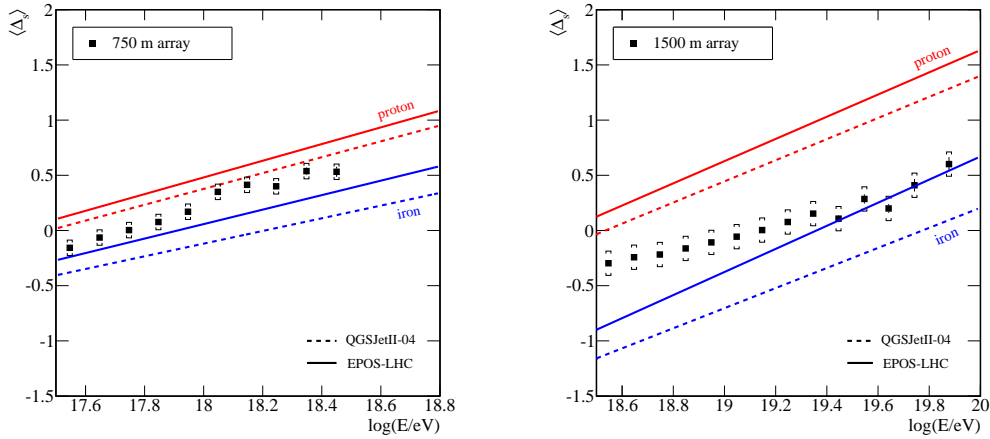 ⟨Δs⟩
2
1.5
1
0.5
0
-0.5
-1
-1.5
750 m array
proton
iron
QGSJetII-04
EPOS-LHC
17.6 17.8 18 18.2 18.4 18.6 18.8
log(E/eV)
⟨Δs⟩
2
1.5
1
0.5
0
-0.5
-1
-1.5
1500 m array
proton
iron
QGSJetII-04
EPOS-LHC
18.6 18.8 19 19.2 19.4 19.6 19.8 20
log(E/eV)